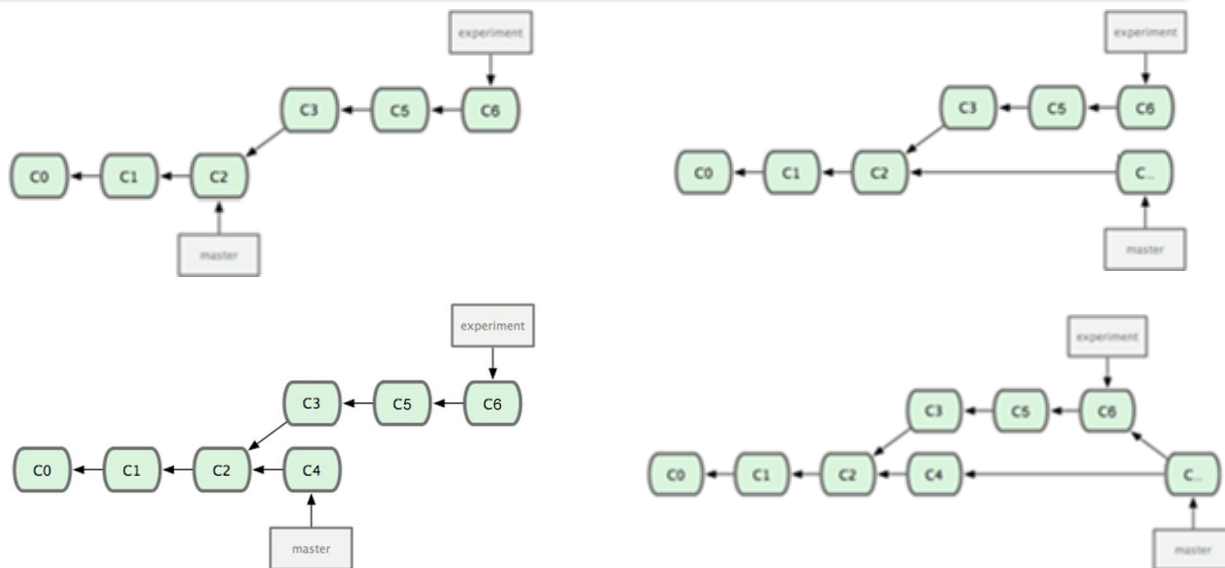 experiment
C3 C5 C6
C0 C1 C2
master
experiment
C3 C5 C6
C0 C1 C2 C...
master
experiment
C3 C5 C6
C0 C1 C2 C4
master
experiment
C3 C5 C6
C0 C1 C2 C4 C...
master